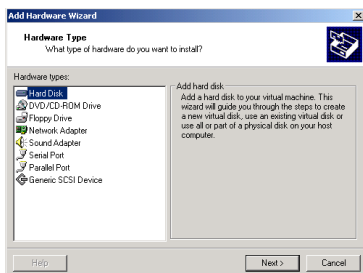 Add Hardware Wizard
Hardware Type
What type of hardware do you want to install?
Hardware types:
Hard Disk
DVD/CD-ROM Drive
Floppy Drive
Network Adapter
Sound Adapter
Serial Port
Parallel Port
Generic SCSI Device
Add hard disk
Add a hard disk to your virtual machine. This
wizard will guide you through the steps to create
a new virtual disk, use an existing virtual disk or
use all or part of a physical disk on your host
computer.
Help
Next >
Cancel